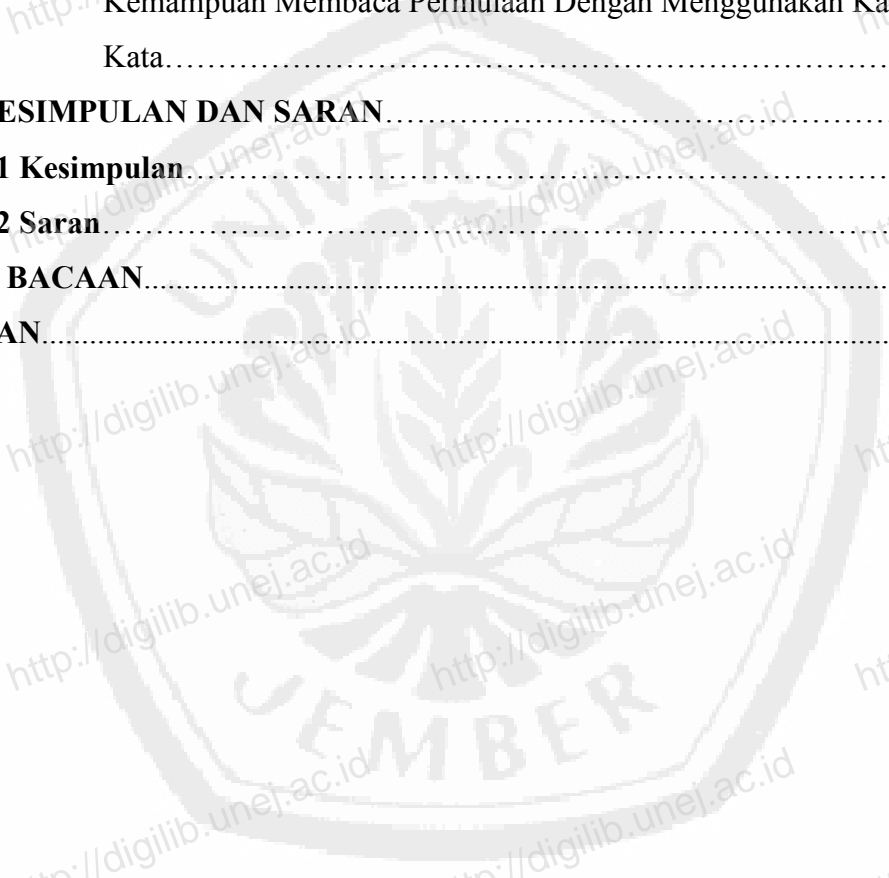 Kemampuan Membaca Permulaan Dengan Menggunakan
Kata……………………………………………………………
ESIMPULAN DAN SARAN……………………………………
1 Kesimpulan……………………………………………………
2 Saran……………………………………………………………
BACAAN...............................................................................
AN.........................................................................................
UNIVERSITAS
JEMBER
http://digilib.unej.ac.id
http://digilib.unej.ac.id
http://digilib.unej.ac.id
http://digilib.unej.ac.id
http://digilib.unej.ac.id
http://digilib.unej.ac.id
http://digilib.unej.ac.id
http://digilib.unej.ac.id